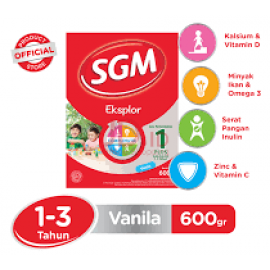 PRODUCT
OFFICIAL
STORE
SGM
Eksplor
1
600
Kalsium &
Vitamin D
Minyak
Ikan &
Omega 3
Serat
Pangan
Inulin
Zinc &
Vitamin C
1-3
Tahun
Vanila
600gr